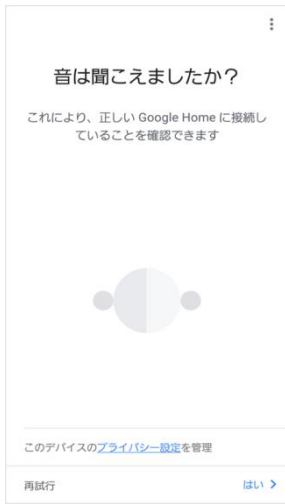 音は聞こえましたか？
これにより、正しい Google Home に接続し
ていることを確認できます
このデバイスのプライバシー設定を管理
再試行 はい